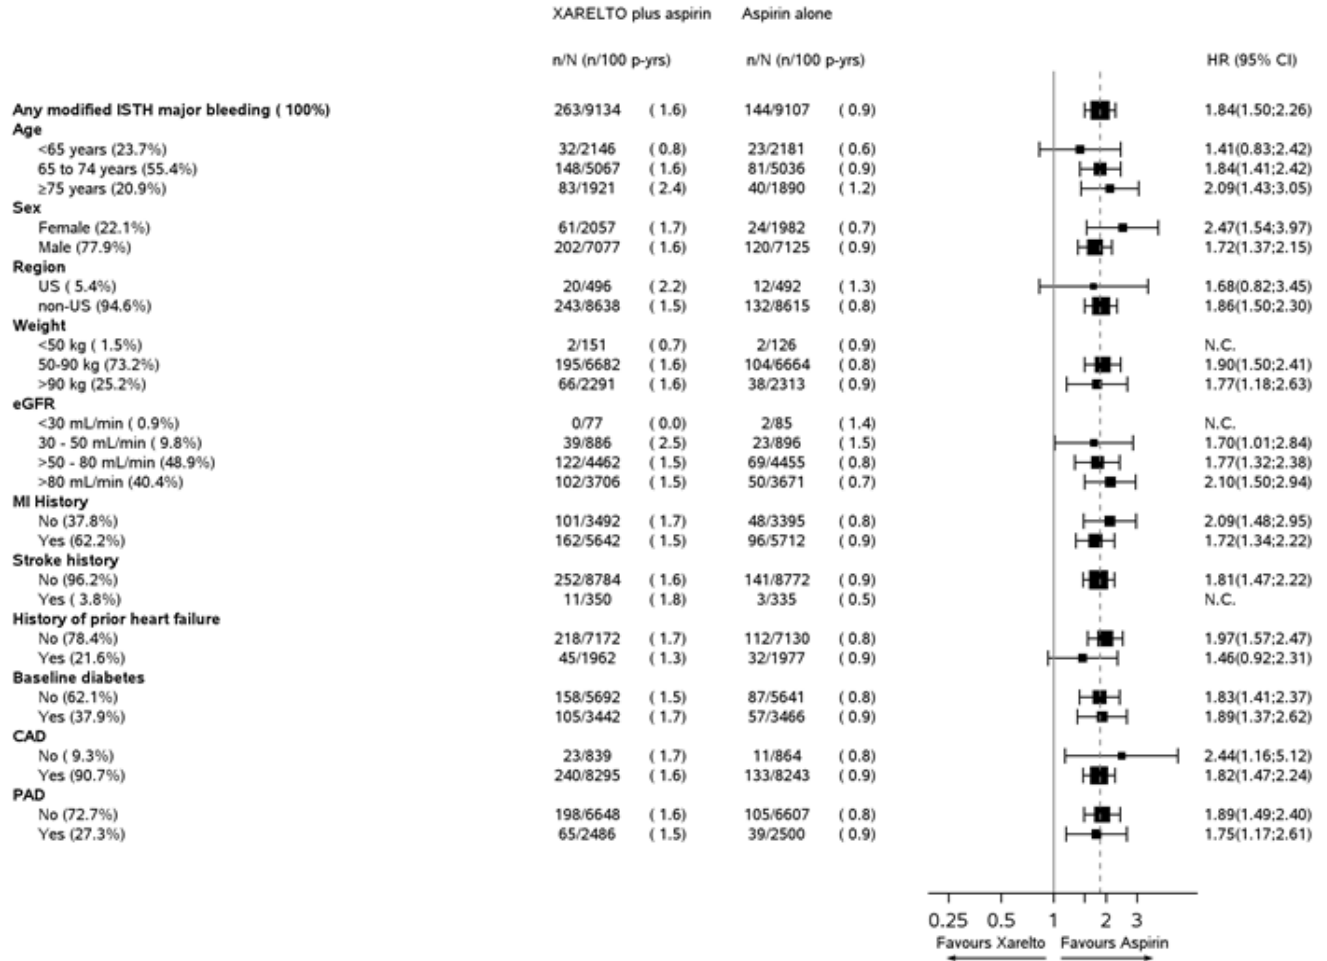 XARELTO plus aspirin Aspirin alone
n/N (n/100 p-yrs) n/N (n/100 p-yrs) HR (95% CI)
Any modified ISTH major bleeding ( 100%) 263/9134 ( 1.6) 144/9107 ( 0.9) 1.84(1.50;2.26)
Age
<65 years (23.7%) 32/2146 ( 0.8) 23/2181 ( 0.6) 1.41(0.83;2.42)
65 to 74 years (55.4%) 148/5067 ( 1.6) 81/5036 ( 0.9) 1.84(1.41;2.42)
≥75 years (20.9%) 83/1921 ( 2.4) 40/1890 ( 1.2) 2.09(1.43;3.05)
Sex
Female (22.1%) 61/2057 ( 1.7) 24/1982 ( 0.7) 2.47(1.54;3.97)
Male (77.9%) 202/7077 ( 1.6) 120/7125 ( 0.9) 1.72(1.37;2.15)
Region
US ( 5.4%) 20/496 ( 2.2) 12/492 ( 1.3) 1.68(0.82;3.45)
non-US (94.6%) 243/8638 ( 1.5) 132/8615 ( 0.8) 1.86(1.50;2.30)
Weight
<50 kg ( 1.5%) 2/151 ( 0.7) 2/126 ( 0.9) N.C.
50-90 kg (73.2%) 195/6682 ( 1.6) 104/6664 ( 0.8) 1.90(1.50;2.41)
>90 kg (25.2%) 66/2291 ( 1.6) 38/2313 ( 0.9) 1.77(1.18;2.63)
eGFR
<30 mL/min ( 0.9%) 0/77 ( 0.0) 2/85 ( 1.4) N.C.
30 - 50 mL/min ( 9.8%) 39/886 ( 2.5) 23/896 ( 1.5) 1.70(1.01;2.84)
>50 - 80 mL/min (48.9%) 122/4462 ( 1.5) 69/4455 ( 0.8) 1.77(1.32;2.38)
>80 mL/min (40.4%) 102/3706 ( 1.5) 50/3671 ( 0.7) 2.10(1.50;2.94)
MI History
No (37.8%) 101/3492 ( 1.7) 48/3395 ( 0.8) 2.09(1.48;2.95)
Yes (62.2%) 162/5642 ( 1.5) 96/5712 ( 0.9) 1.72(1.34;2.22)
Stroke history
No (96.2%) 252/8784 ( 1.6) 141/8772 ( 0.9) 1.81(1.47;2.22)
Yes ( 3.8%) 11/350 ( 1.8) 3/335 ( 0.5) N.C.
History of prior heart failure
No (78.4%) 218/7172 ( 1.7) 112/7130 ( 0.8) 1.97(1.57;2.47)
Yes (21.6%) 45/1962 ( 1.3) 32/1977 ( 0.9) 1.46(0.92;2.31)
Baseline diabetes
No (62.1%) 158/5692 ( 1.5) 87/5641 ( 0.8) 1.83(1.41;2.37)
Yes (37.9%) 105/3442 ( 1.7) 57/3466 ( 0.9) 1.89(1.37;2.62)
CAD
No ( 9.3%) 23/839 ( 1.7) 11/864 ( 0.8) 2.44(1.16;5.12)
Yes (90.7%) 240/8295 ( 1.6) 133/8243 ( 0.9) 1.82(1.47;2.24)
PAD
No (72.7%) 198/6648 ( 1.6) 105/6607 ( 0.8) 1.89(1.49;2.40)
Yes (27.3%) 65/2486 ( 1.5) 39/2500 ( 0.9) 1.75(1.17;2.61)
0.25 0.5 1 2 3
Favours Xarelto Favours Aspirin